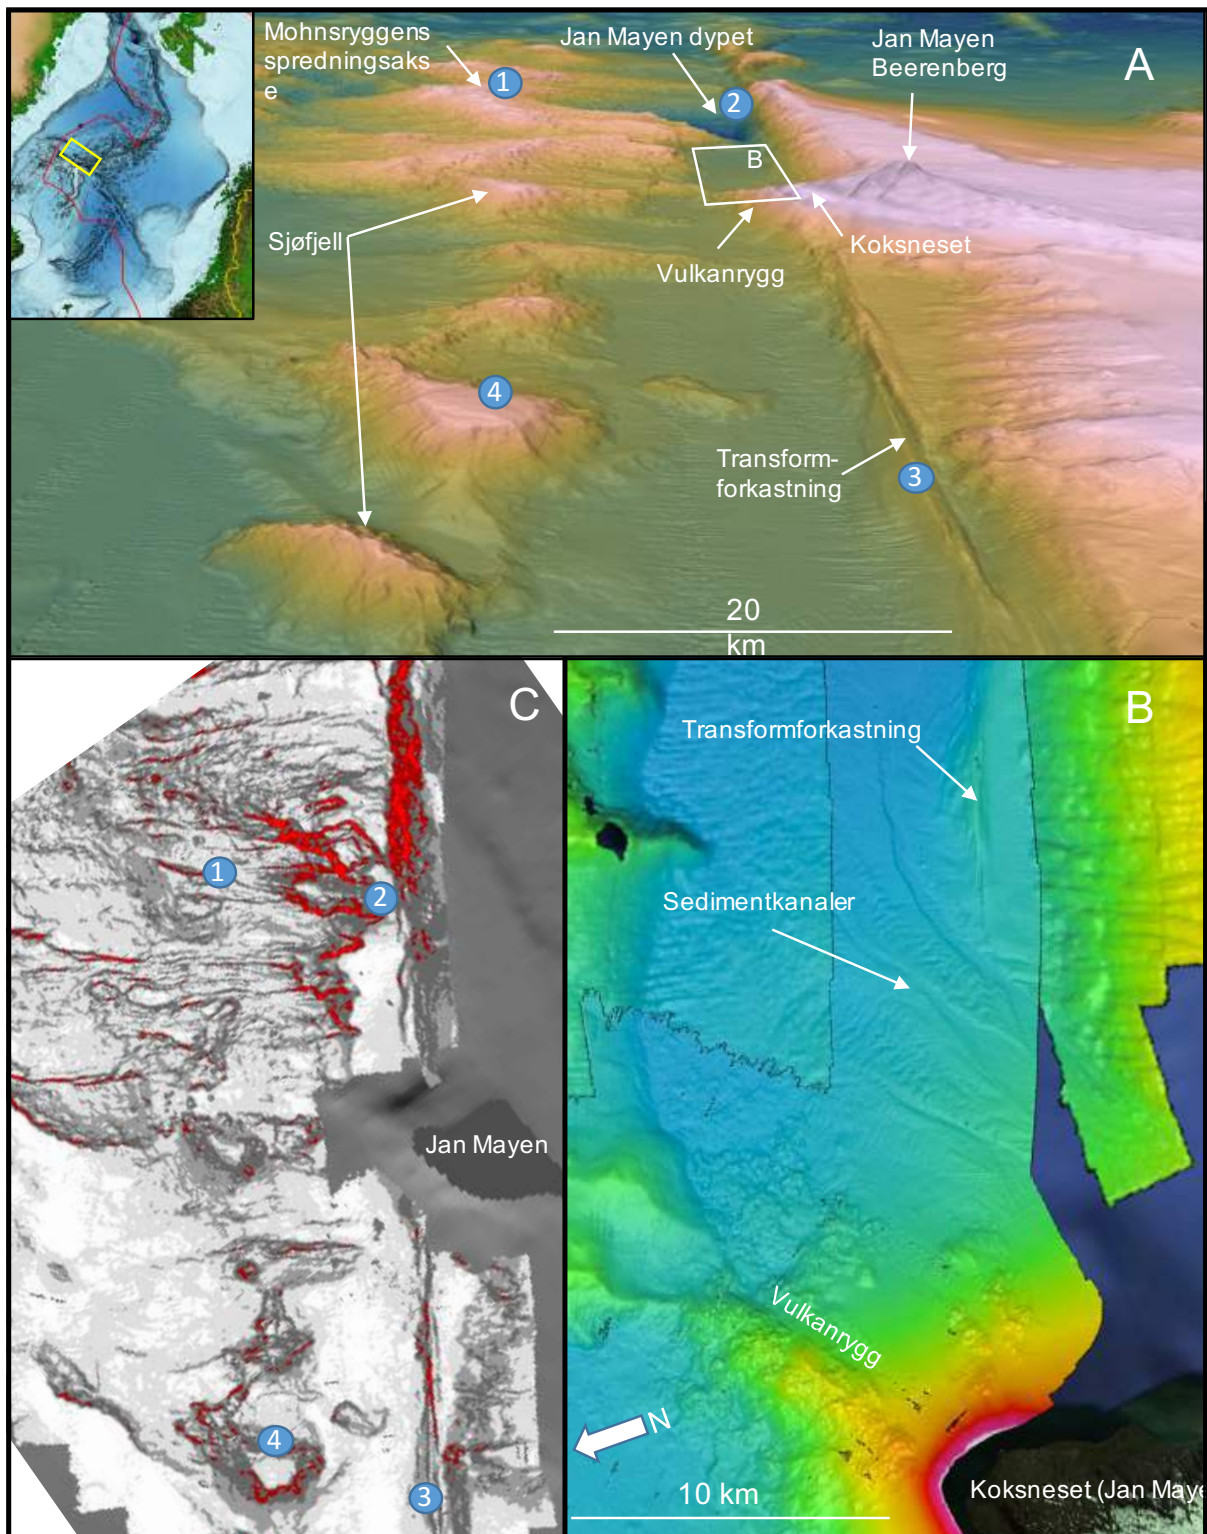 Mohnsryggens
spredningsaks
e
1
Jan Mayen dypet
2
Jan Mayen
Beerenberg
A
B
Sjøfjell
Koksneset
Vulkanrygg
4
Transform-
forkastning
3
20
km
C
1
2
Jan Mayen
4
3
B
Transformforkastning
Sedimentkanaler
Vulkanrygg
N
10 km
Koksneset (Jan Maye